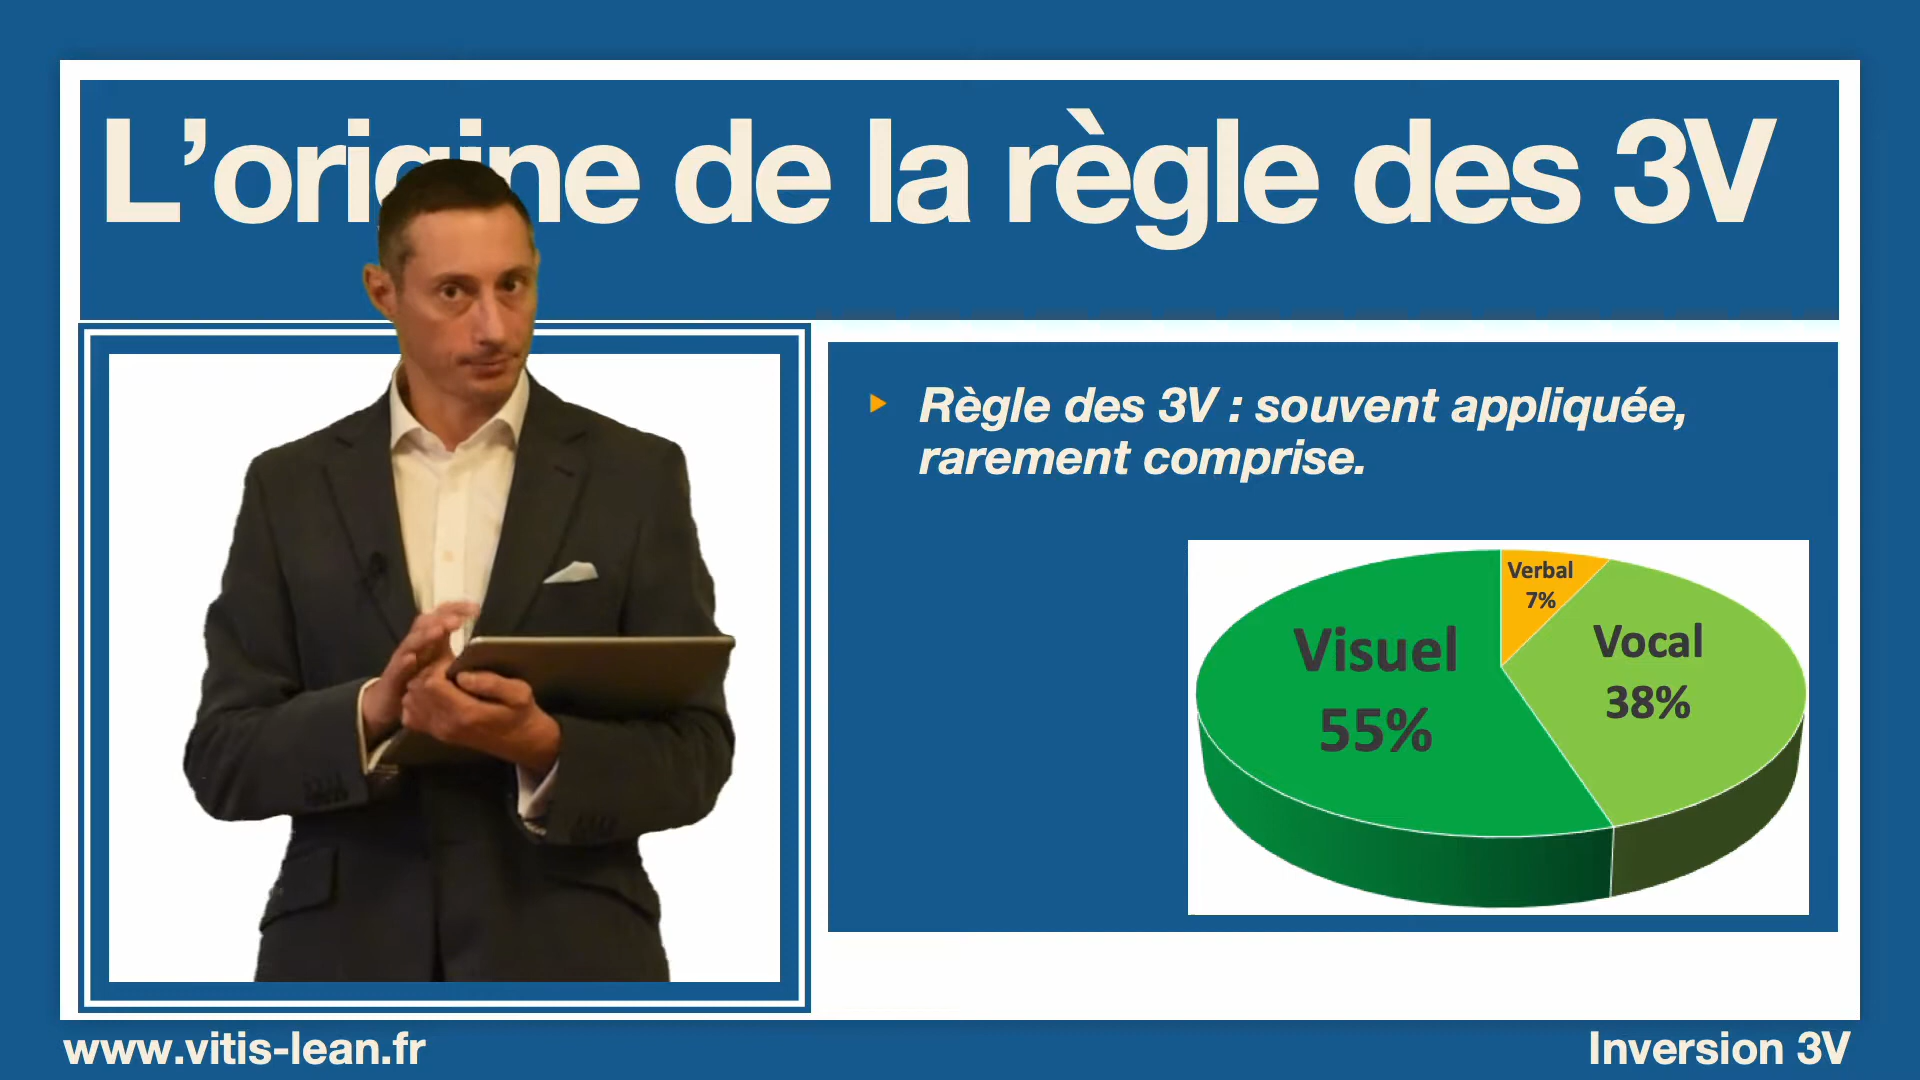 L’origine de la règle des 3V
Règle des 3V : souvent appliquée,
rarement comprise.
Verbal
7%
Visuel
55%
Vocal
38%
www.vitis-lean.fr
Inversion 3V